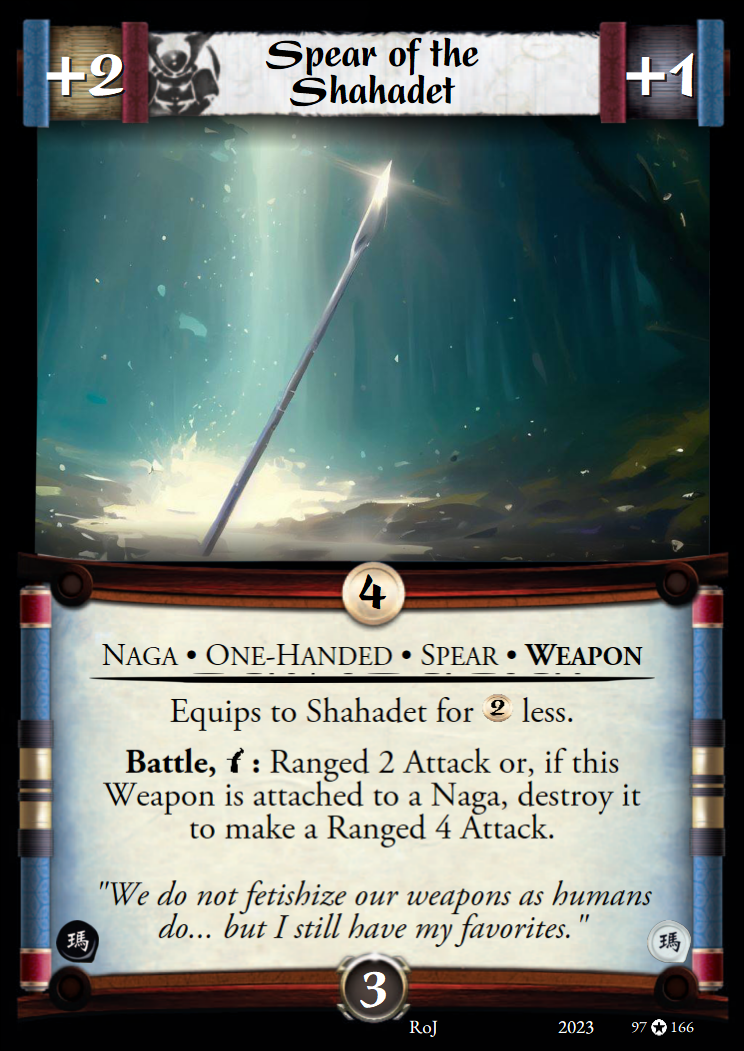 +2
Spear of the
Shahadet
+1
4
Naga • One-Handed • Spear • Weapon
Equips to Shahadet for 2 less.
Battle, : Ranged 2 Attack or, if this
Weapon is attached to a Naga, destroy it
to make a Ranged 4 Attack.
"We do not fetishize our weapons as humans
do... but I still have my favorites."
瑪
瑪
3
RoJ 2023 97 ✪ 166